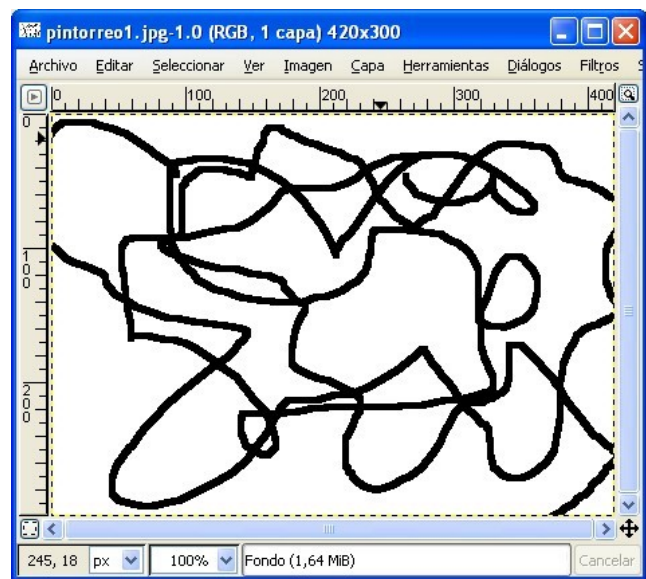 pintorreo1.jpg-1.0 (RGB, 1 capa) 420x300
Archivo Editar Seleccionar Ver Imagen Capa Herramientas Diálogos Filtros
0 100 200 300 400
0
100
200
245, 18 px 100% Fondo (1,64 MiB) Cancelar